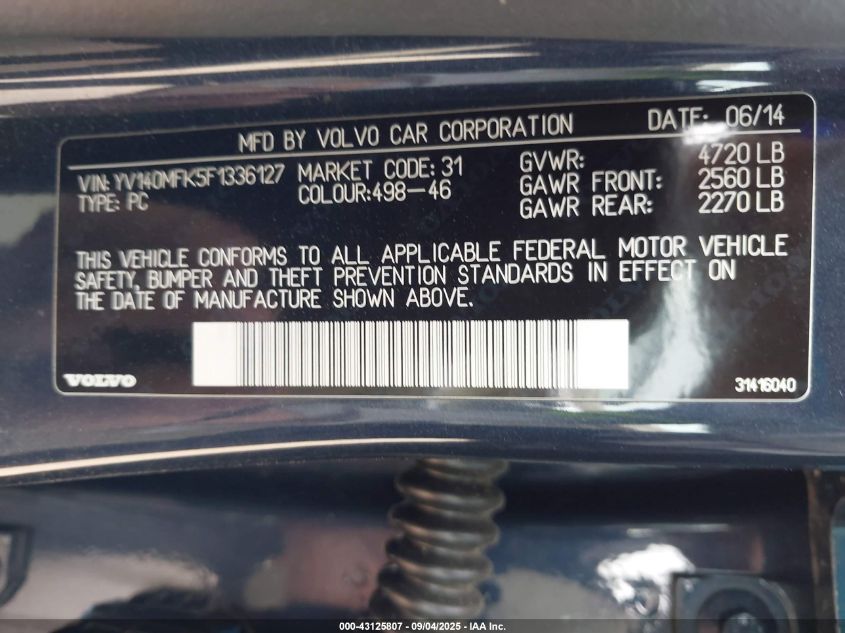 MFD BY VOLVO CAR CORPORATION DATE: 06/14
VIN: YV140MFK5F1336127 MARKET CODE: 31 GVWR: 4720 LB
TYPE: PC COLOUR:498-46 GAWR FRONT: 2560 LB
GAWR REAR: 2270 LB
THIS VEHICLE CONFORMS TO ALL APPLICABLE FEDERAL MOTOR VEHICLE
SAFETY, BUMPER AND THEFT PREVENTION STANDARDS IN EFFECT ON
THE DATE OF MANUFACTURE SHOWN ABOVE.
VOLVO 31416040
000-43125807 - 09/04/2025 - IAA Inc.